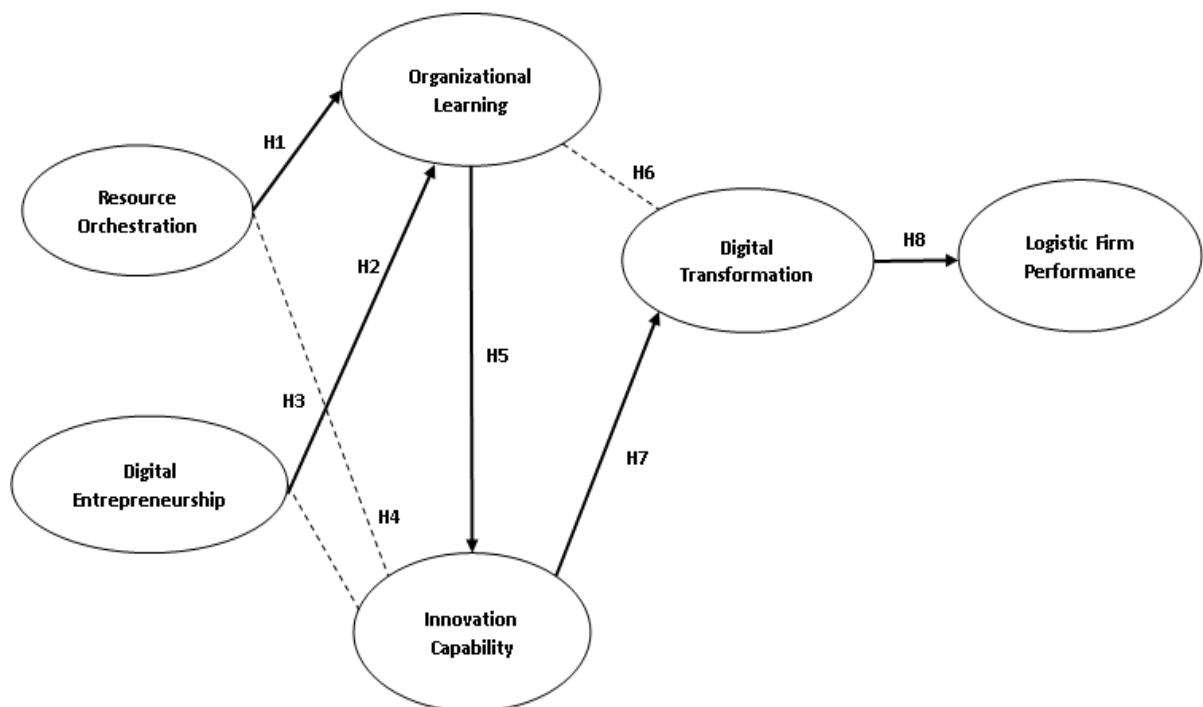 Organizational
Learning
H1
H6
Resource
Orchestration
Digital
Transformation
H8
Logistic Firm
Performance
H2
H5
H3
Digital
Entrepreneurship
H7
H4
Innovation
Capability